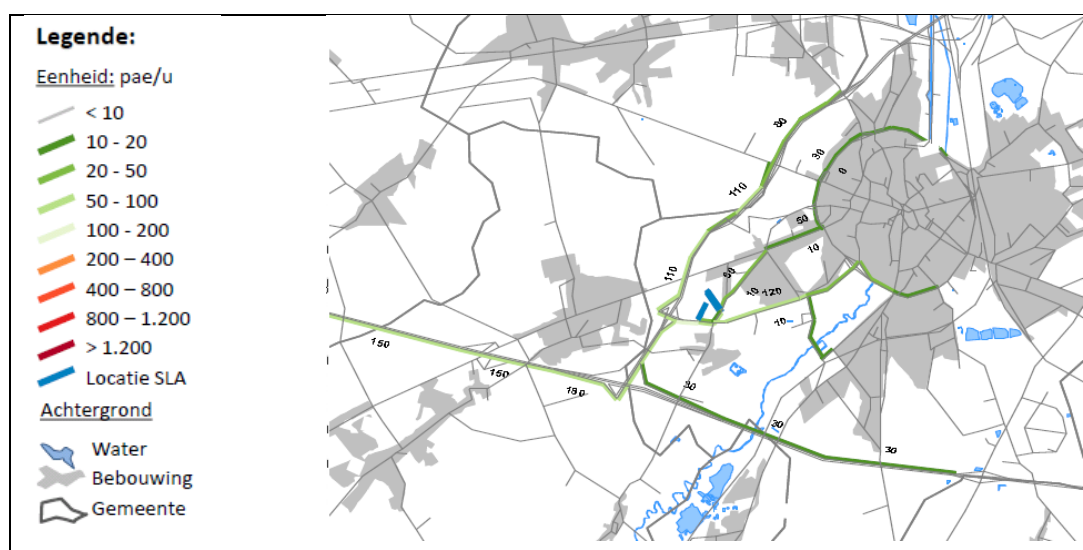 Legende:
Eenheid: pae/u
< 10
10 - 20
20 - 50
50 - 100
100 - 200
200 – 400
400 – 800
800 – 1.200
> 1.200
Locatie SLA
Achtergrond
Water
Bebouwing
Gemeente
80
30
0
110
50
10
110
50
10
120
10
150
150
180
30
30
30